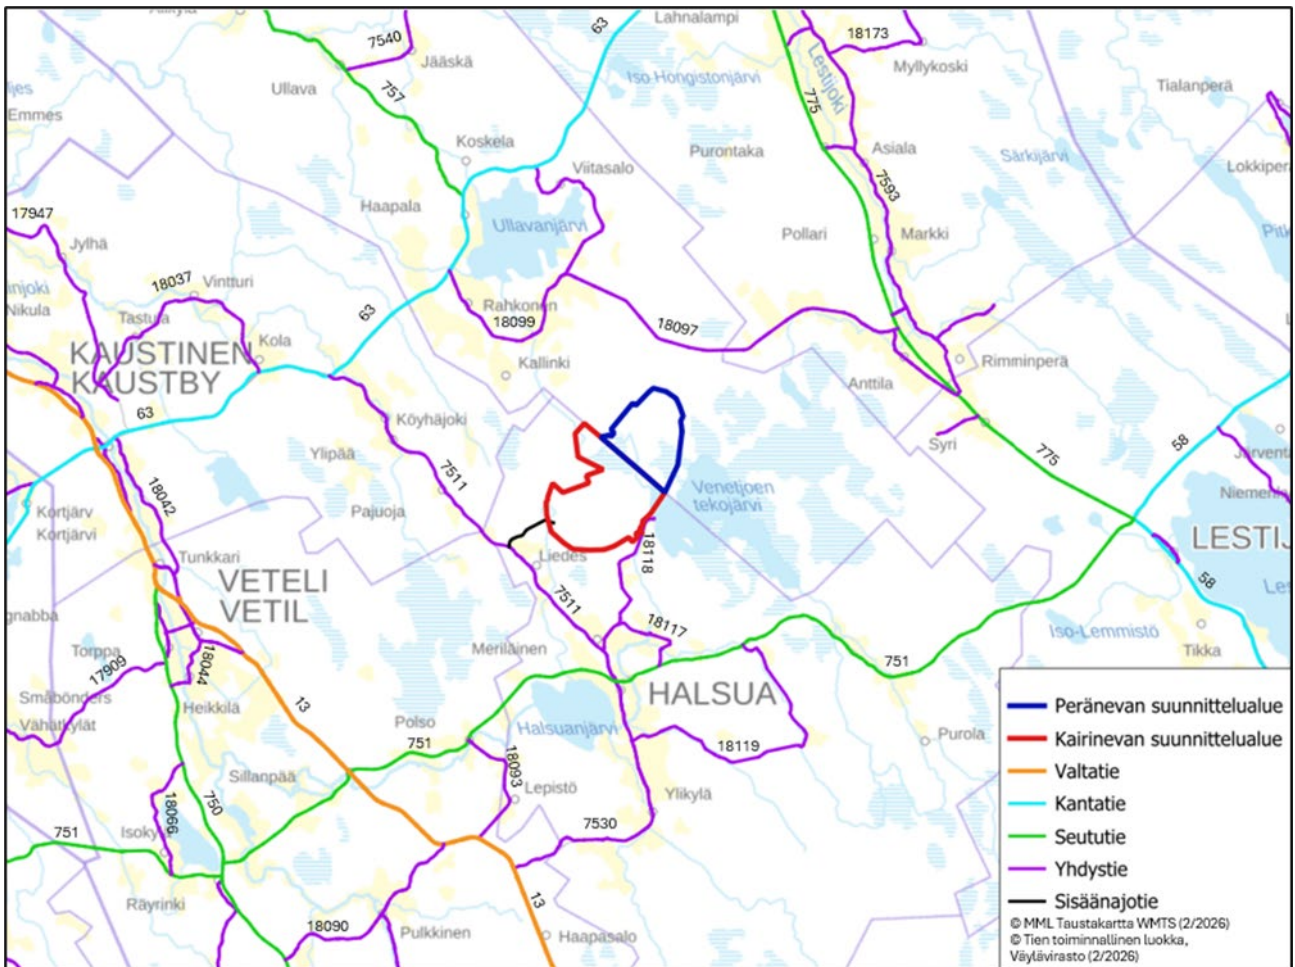 63
Lahnalampi
7540
18173
Jääskä
Myllykoski
Iso Hongistonjärvi
Lestijoki
Ullava
757
775
Tialanperä
Emmes
Koskela
Purontaka
Asiala
Särkijärvi
Viitasalo
7593
Haapala
17947
Jylhä
Ullavanjärvi
Pollari
Markki
18037
Vintturi
Nikula
Tastula
63
Rahkonen
18099
18097
Kola
KAUSTINEN
KAUSTBY
Kallinki
Rimminperä
Anttila
63
Köyhäjoki
Syri
775
58
Ylipää
7511
Venetjoen
tekojärvi
18042
Kortjärv
Kortjärvi
Pajuoja
Tunkkari
Liedes
18118
VETELI
VETIL
7511
58
18117
Iso-Lemmistö
Meriläinen
Tikka
Torppa
17909
18044
751
Småbönders
Vähätkylät
Heikkilä
HALSUA
13
Polso
751
Halsuanjärvi
18119
Purola
Sillanpää
18093
Lepistö
Ylikylä
18066
750
751
7530
Räyrinki
13
18090
Pulkkinen
Haapasalo
Peränevan suunnittelualue
Kairinevan suunnittelualue
Valtatie
Kantatie
Seututie
Yhdystie
Sisäänajotie
© MML Taustakartta WMTS (2/2026)
© Tien toiminnallinen luokka,
Väylävirasto (2/2026)